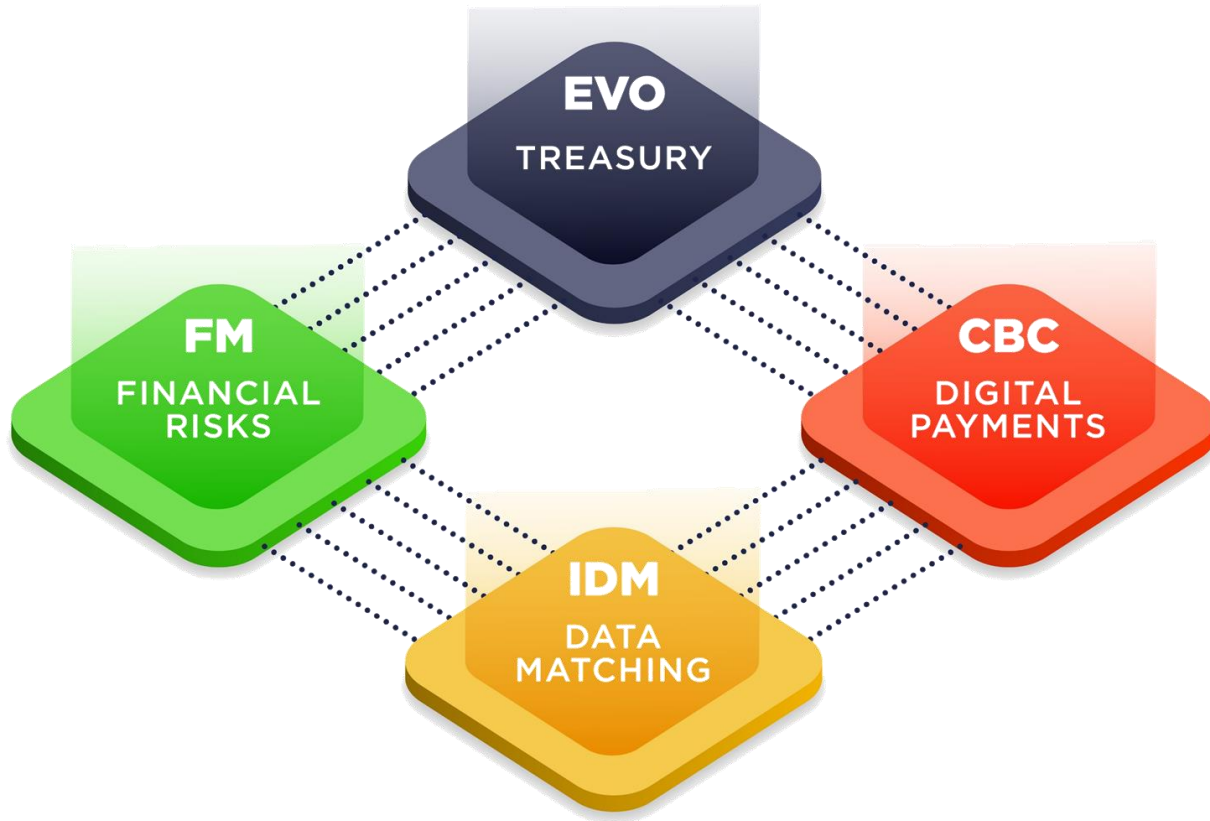 EVO
TREASURY
FM
FINANCIAL
RISKS
CBC
DIGITAL
PAYMENTS
IDM
DATA
MATCHING